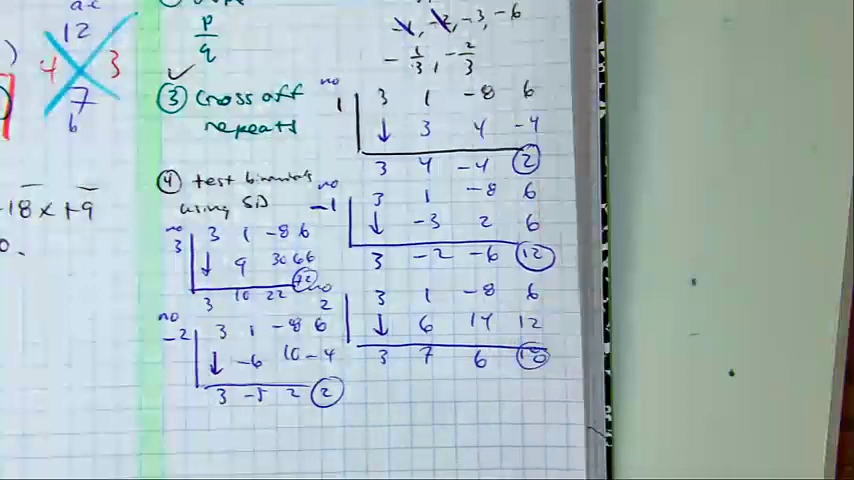 ac
12
4 3
7
b
-18x+9
0.
p
q
③ Cross off
repeats
④ test binomials
using SD
-1, -2, -3, -6
-1/3, -2/3
no
1 3 1 -8 6
↓ 3 4 -4
3 4 -4 2
no
-1 3 1 -8 6
↓ -3 2 6
3 -2 -6 12
no
2 3 1 -8 6
↓ 6 14 12
3 7 6 18
no
3 3 1 -8 6
↓ 9 30 66
3 10 22 72
no
-2 3 1 -8 6
↓ -6 10 -4
3 -5 2 2